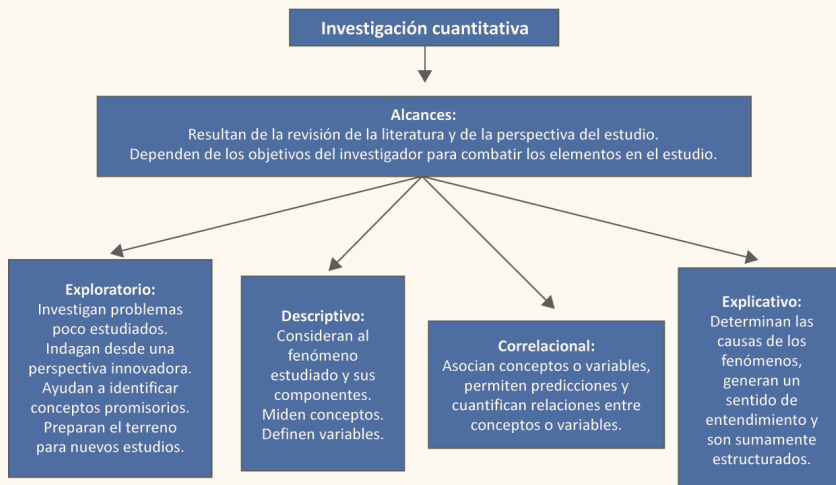 Investigación cuantitativa
Alcances:
Resultan de la revisión de la literatura y de la perspectiva del estudio.
Dependen de los objetivos del investigador para combatir los elementos en el estudio.
Exploratorio:
Investigan problemas
poco estudiados.
Indagan desde una
perspectiva innovadora.
Ayudan a identificar
conceptos promisorios.
Preparan el terreno
para nuevos estudios.
Descriptivo:
Consideran al
fenómeno
estudiado y sus
componentes.
Miden conceptos.
Definen variables.
Correlacional:
Asocian conceptos o variables,
permiten predicciones y
cuantifican relaciones entre
conceptos o variables.
Explicativo:
Determinan las
causas de los
fenómenos,
generan un
sentido de
entendimiento y
son sumamente
estructurados.